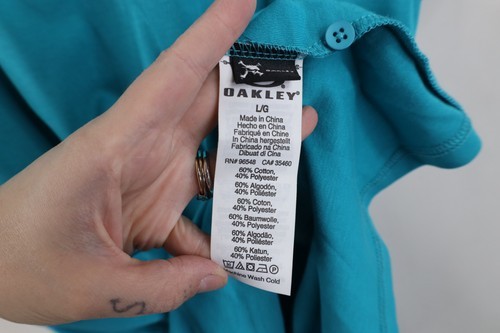 OAKLEY
L/G
Made in China
Hecho en China
Fabriqué en Cine
In China hergestellt
Fabricado na China
Dibuat di Cina
RN# 96548 CA# 35460
60% Cotton,
40% Polyester
60% Algodón,
40% Poliéster
60% Coton,
40% Polyester
60% Baumwolle,
40% Polyester
60% Algodão,
40% Poliéster
60% Katun,
40% Poliester
Machine Wash Cold